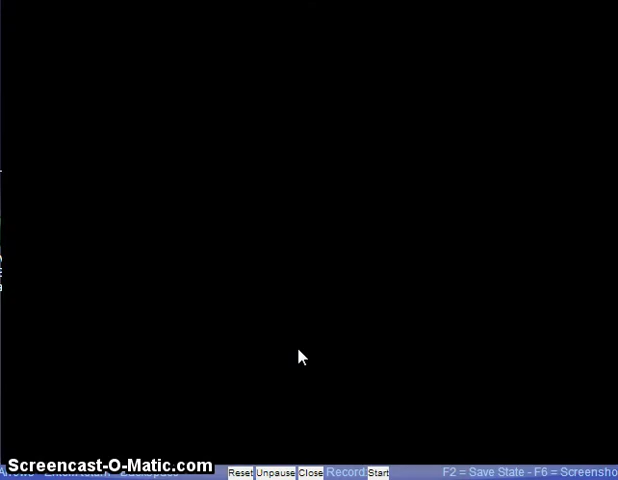 Screencast-O-Matic.com
Reset Unpause Close Record Start F2 = Save State - F6 = Screensho